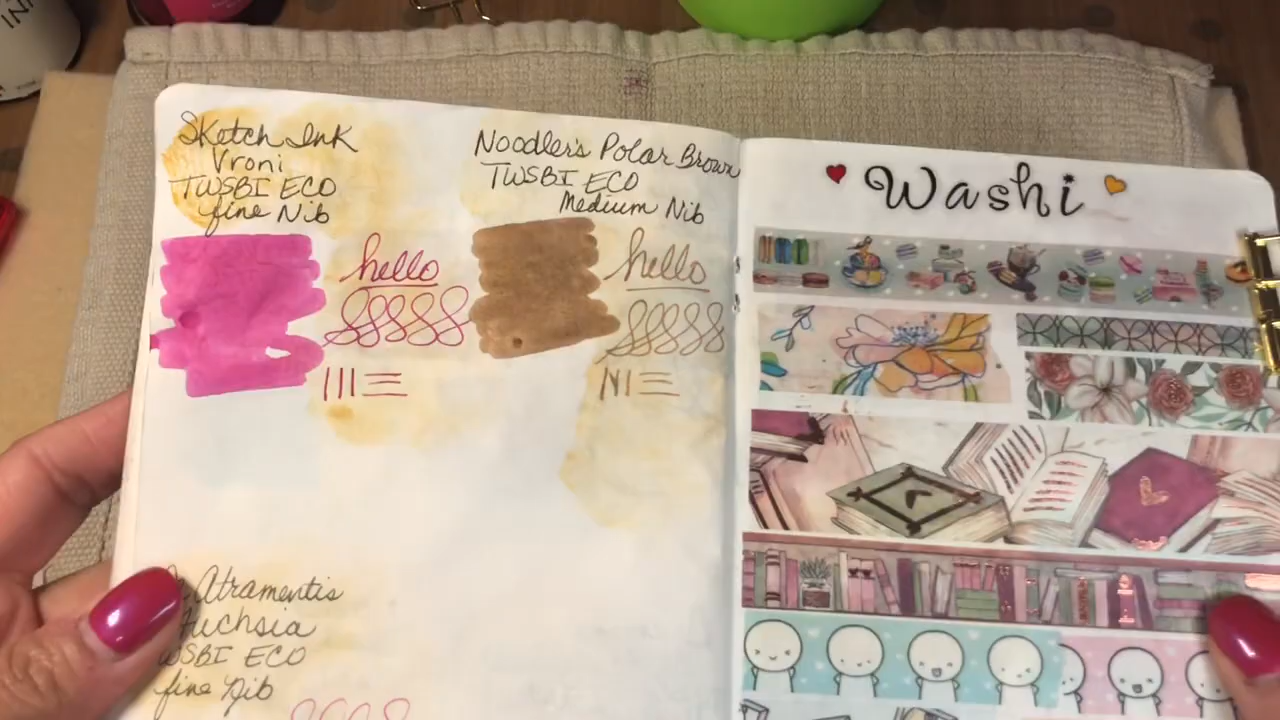 Sketch Ink
Vroni
TWSBI ECO
fine Nib
hello
Noodler's Polar Brown
TWSBI ECO
Medium Nib
hello
Atramentis
Fuchsia
WSBI ECO
fine Nib
Washi